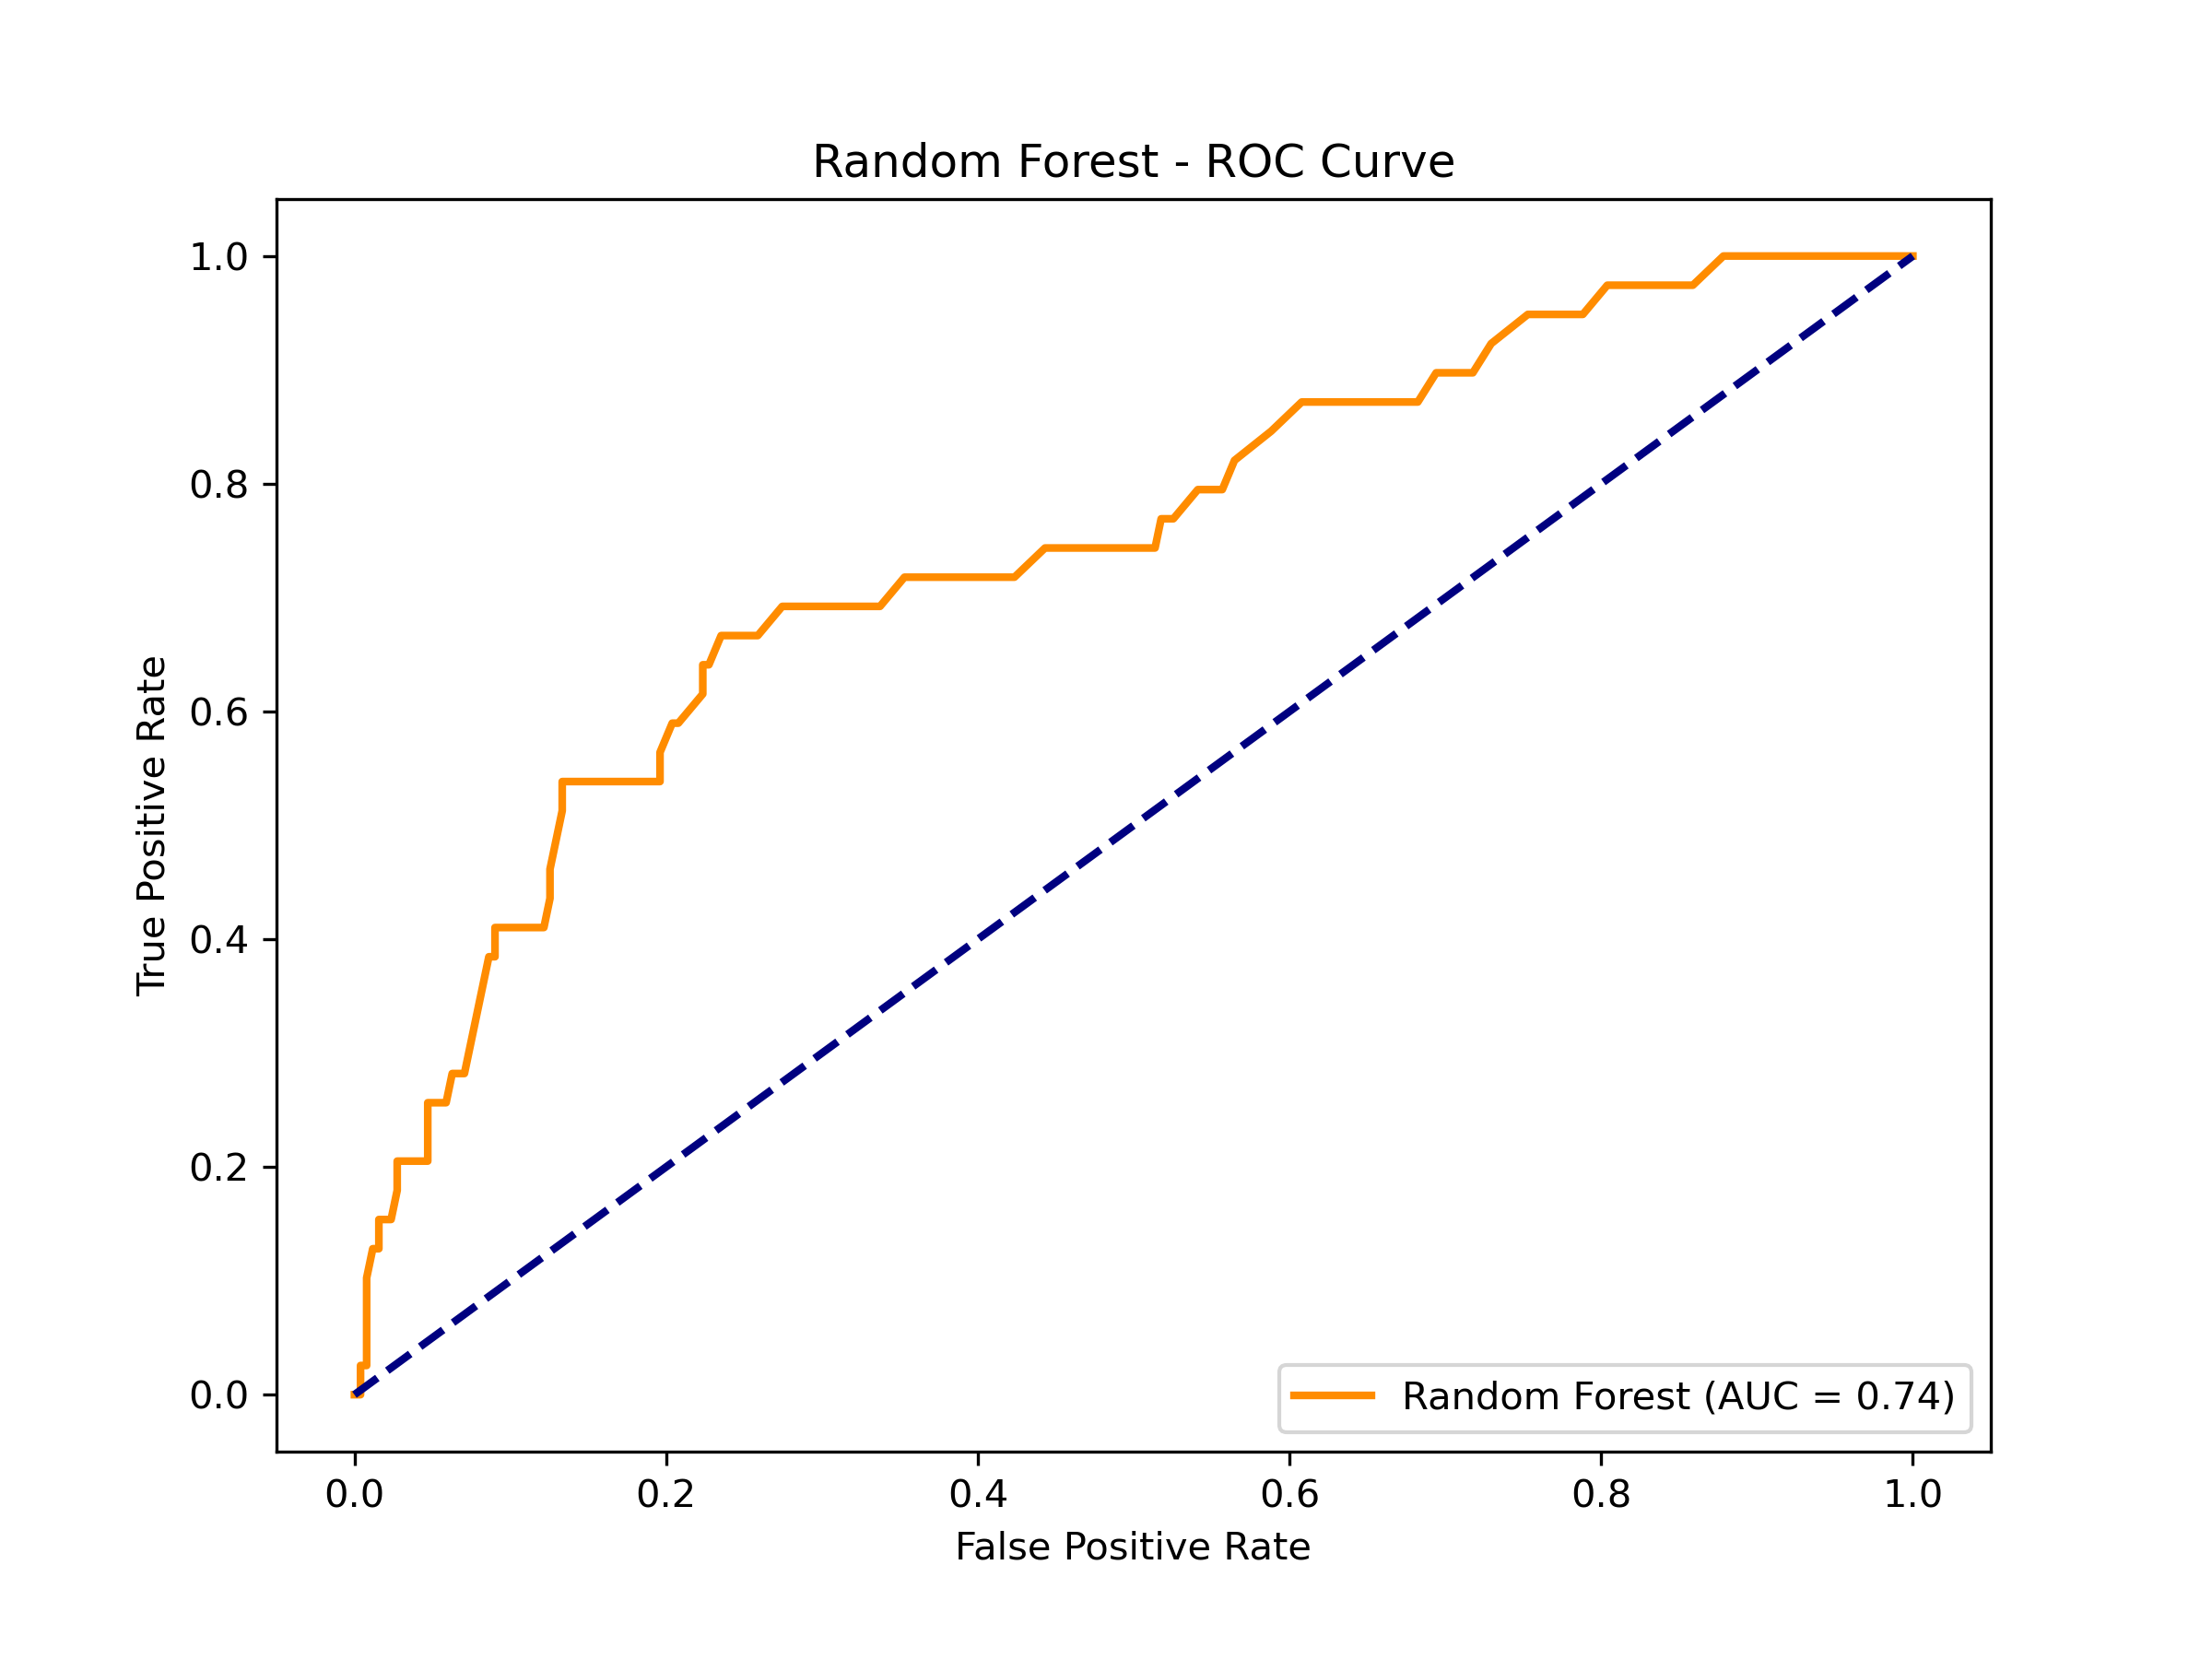 Random Forest - ROC Curve
1.0
0.8
0.6
0.4
0.2
0.0
True Positive Rate
Random Forest (AUC = 0.74)
0.0 0.2 0.4 0.6 0.8 1.0
False Positive Rate